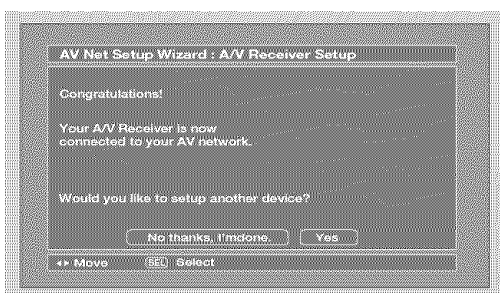 AV Net Setup Wizard : A/V Receiver Setup
Congratulations!
Your A/V Receiver is now
connected to your AV network.
Would you like to setup another device?
No thanks, I'mdone. Yes
◂▸ Move SEL Select